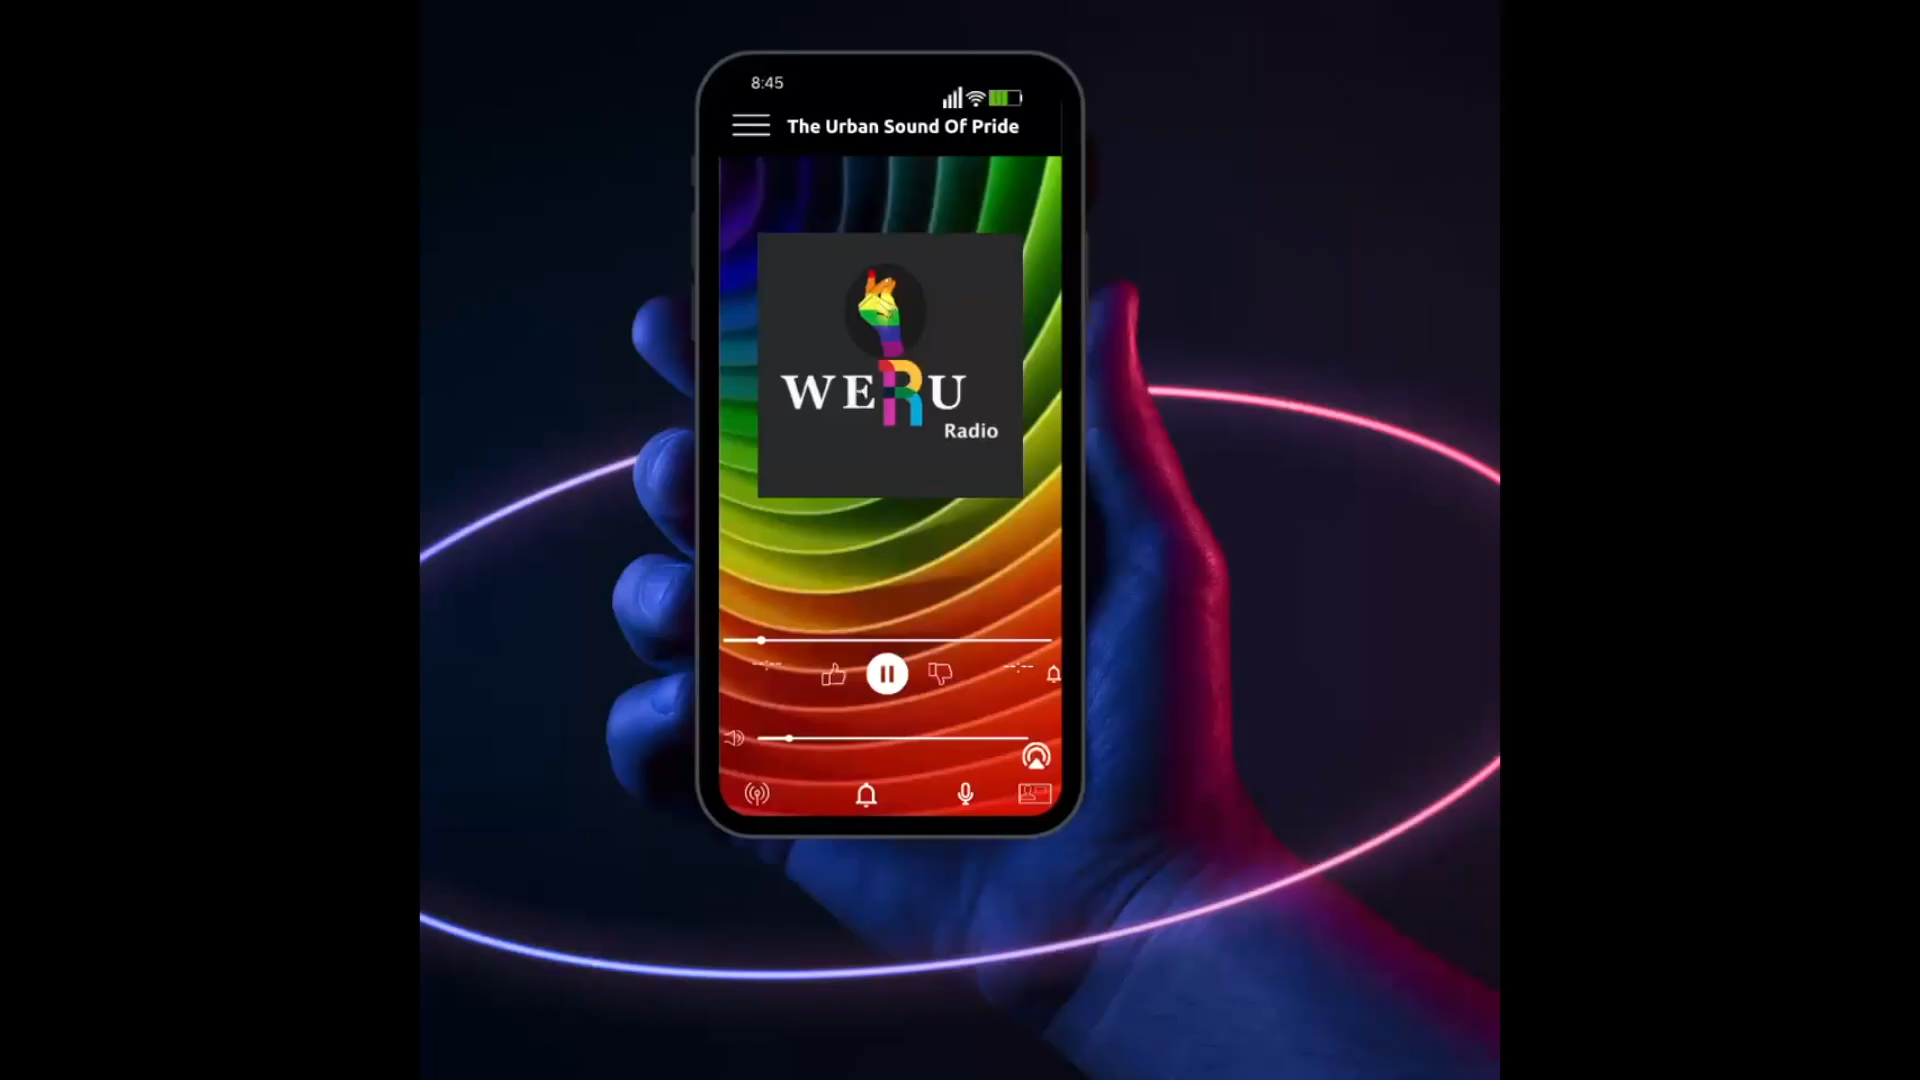 8:45
The Urban Sound Of Pride
WERU
Radio
--:--
--:--